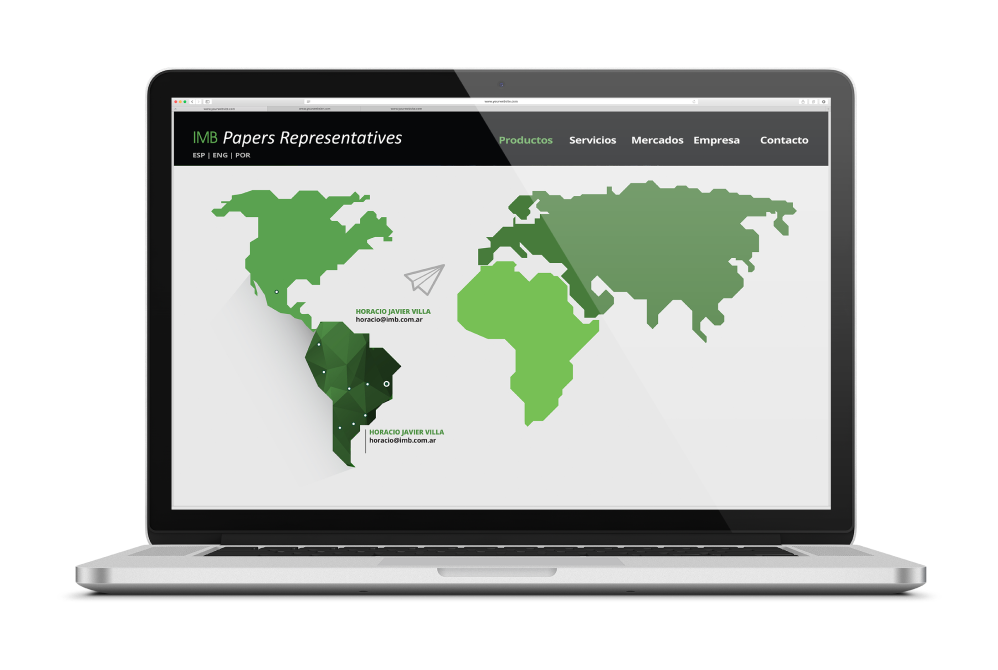 IMB Papers Representatives
ESP | ENG | POR
Productos Servicios Mercados Empresa Contacto
HORACIO JAVIER VILLA
horacio@imb.com.ar
HORACIO JAVIER VILLA
horacio@imb.com.ar